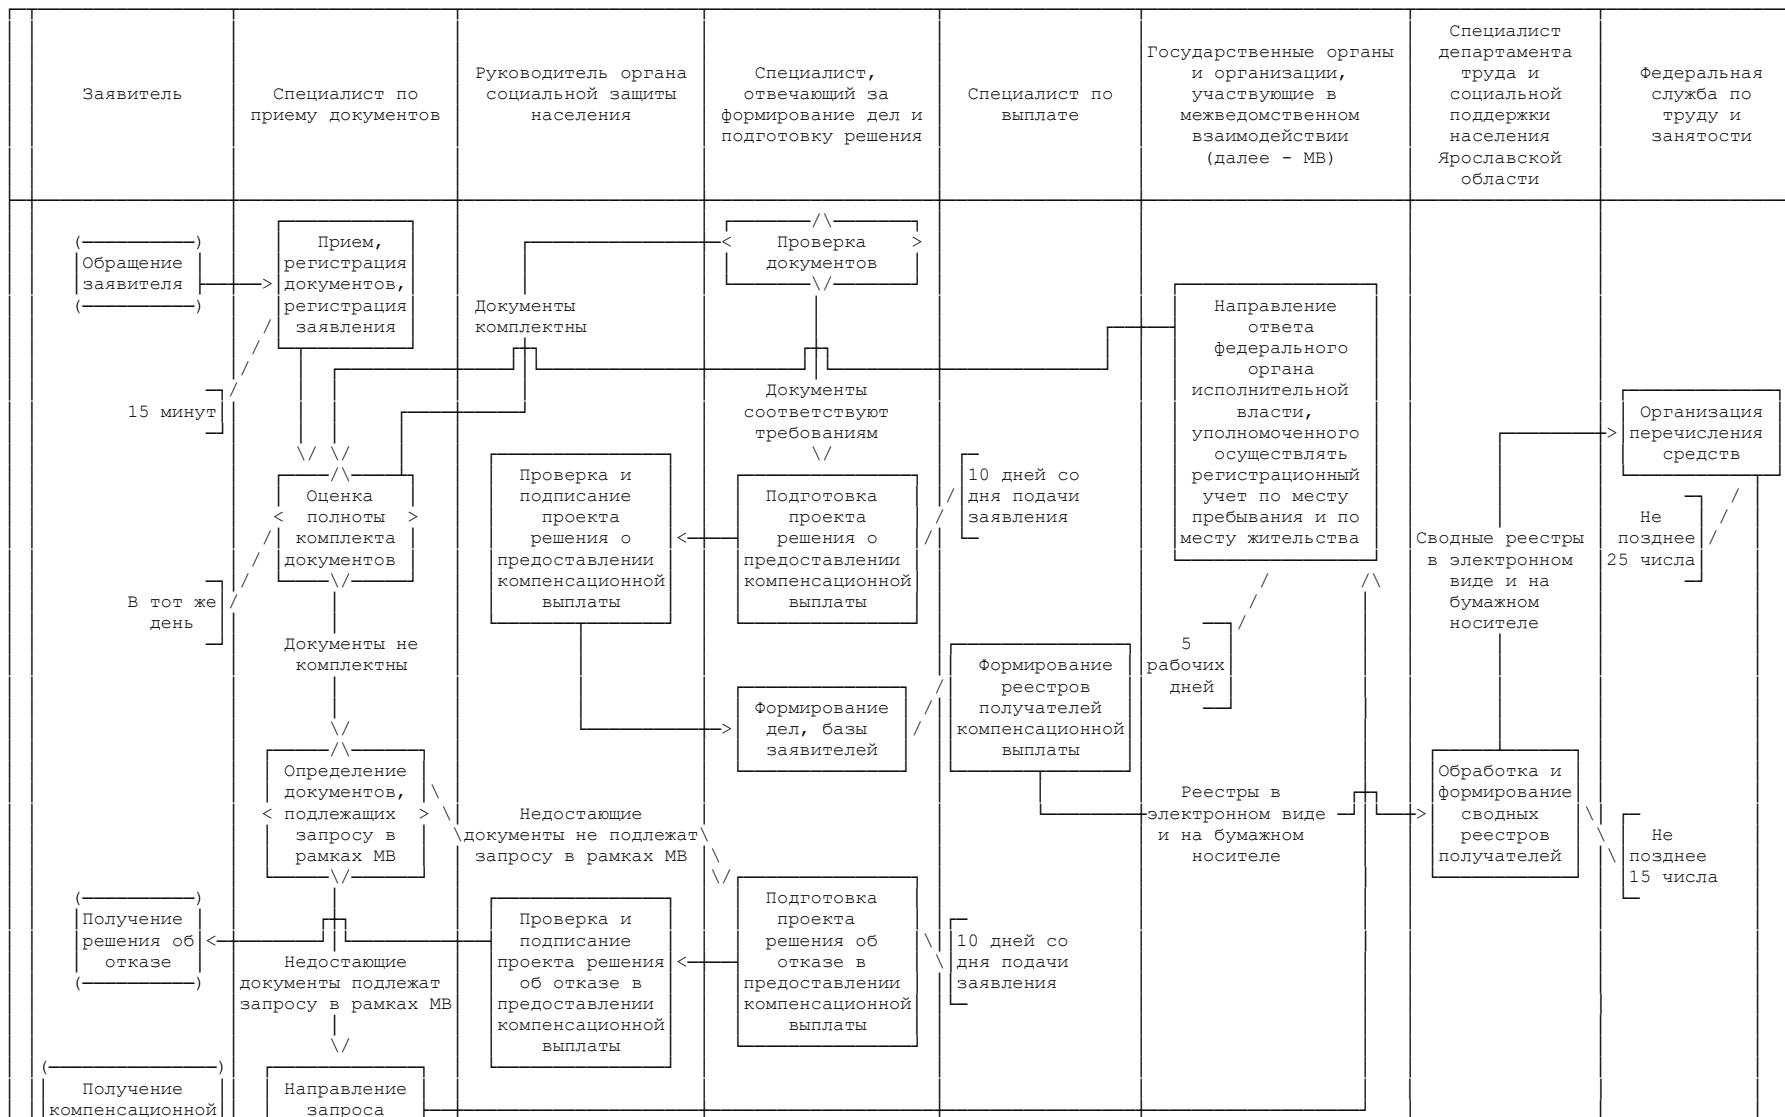 Заявитель
Специалист по
приему документов
Руководитель органа
социальной защиты
населения
Специалист,
отвечающий за
формирование дел и
подготовку решения
Специалист по
выплате
Государственные органы
и организации,
участвующие в
межведомственном
взаимодействии
(далее - МВ)
Специалист
департамента
труда и
социальной
поддержки
населения
Ярославской
области
Федеральная
служба по
труду и
занятости
Обращение
заявителя
Прием,
регистрация
документов,
регистрация
заявления
15 минут
Документы
комплектны
Проверка
документов
Документы
соответствуют
требованиям
Направление
ответа
федерального
органа
исполнительной
власти,
уполномоченного
осуществлять
регистрационный
учет по месту
пребывания и по
месту жительства
Организация
перечисления
средств
Оценка
полноты
комплекта
документов
В тот же
день
Проверка и
подписание
проекта
решения о
предоставлении
компенсационной
выплаты
Подготовка
проекта
решения о
предоставлении
компенсационной
выплаты
10 дней со
дня подачи
заявления
Сводные реестры
в электронном
виде и на
бумажном
носителе
Не
позднее
25 числа
Документы не
комплектны
5
рабочих
дней
Формирование
дел, базы
заявителей
Формирование
реестров
получателей
компенсационной
выплаты
Определение
документов,
подлежащих
запросу в
рамках МВ
Недостающие
документы не подлежат
запросу в рамках МВ
Реестры в
электронном виде
и на бумажном
носителе
Обработка и
формирование
сводных
реестров
получателей
Не
позднее
15 числа
Получение
решения об
отказе
Недостающие
документы подлежат
запросу в рамках МВ
Проверка и
подписание
проекта решения
об отказе в
предоставлении
компенсационной
выплаты
Подготовка
проекта
решения об
отказе в
предоставлении
компенсационной
выплаты
10 дней со
дня подачи
заявления
Получение
компенсационной
Направление
запроса